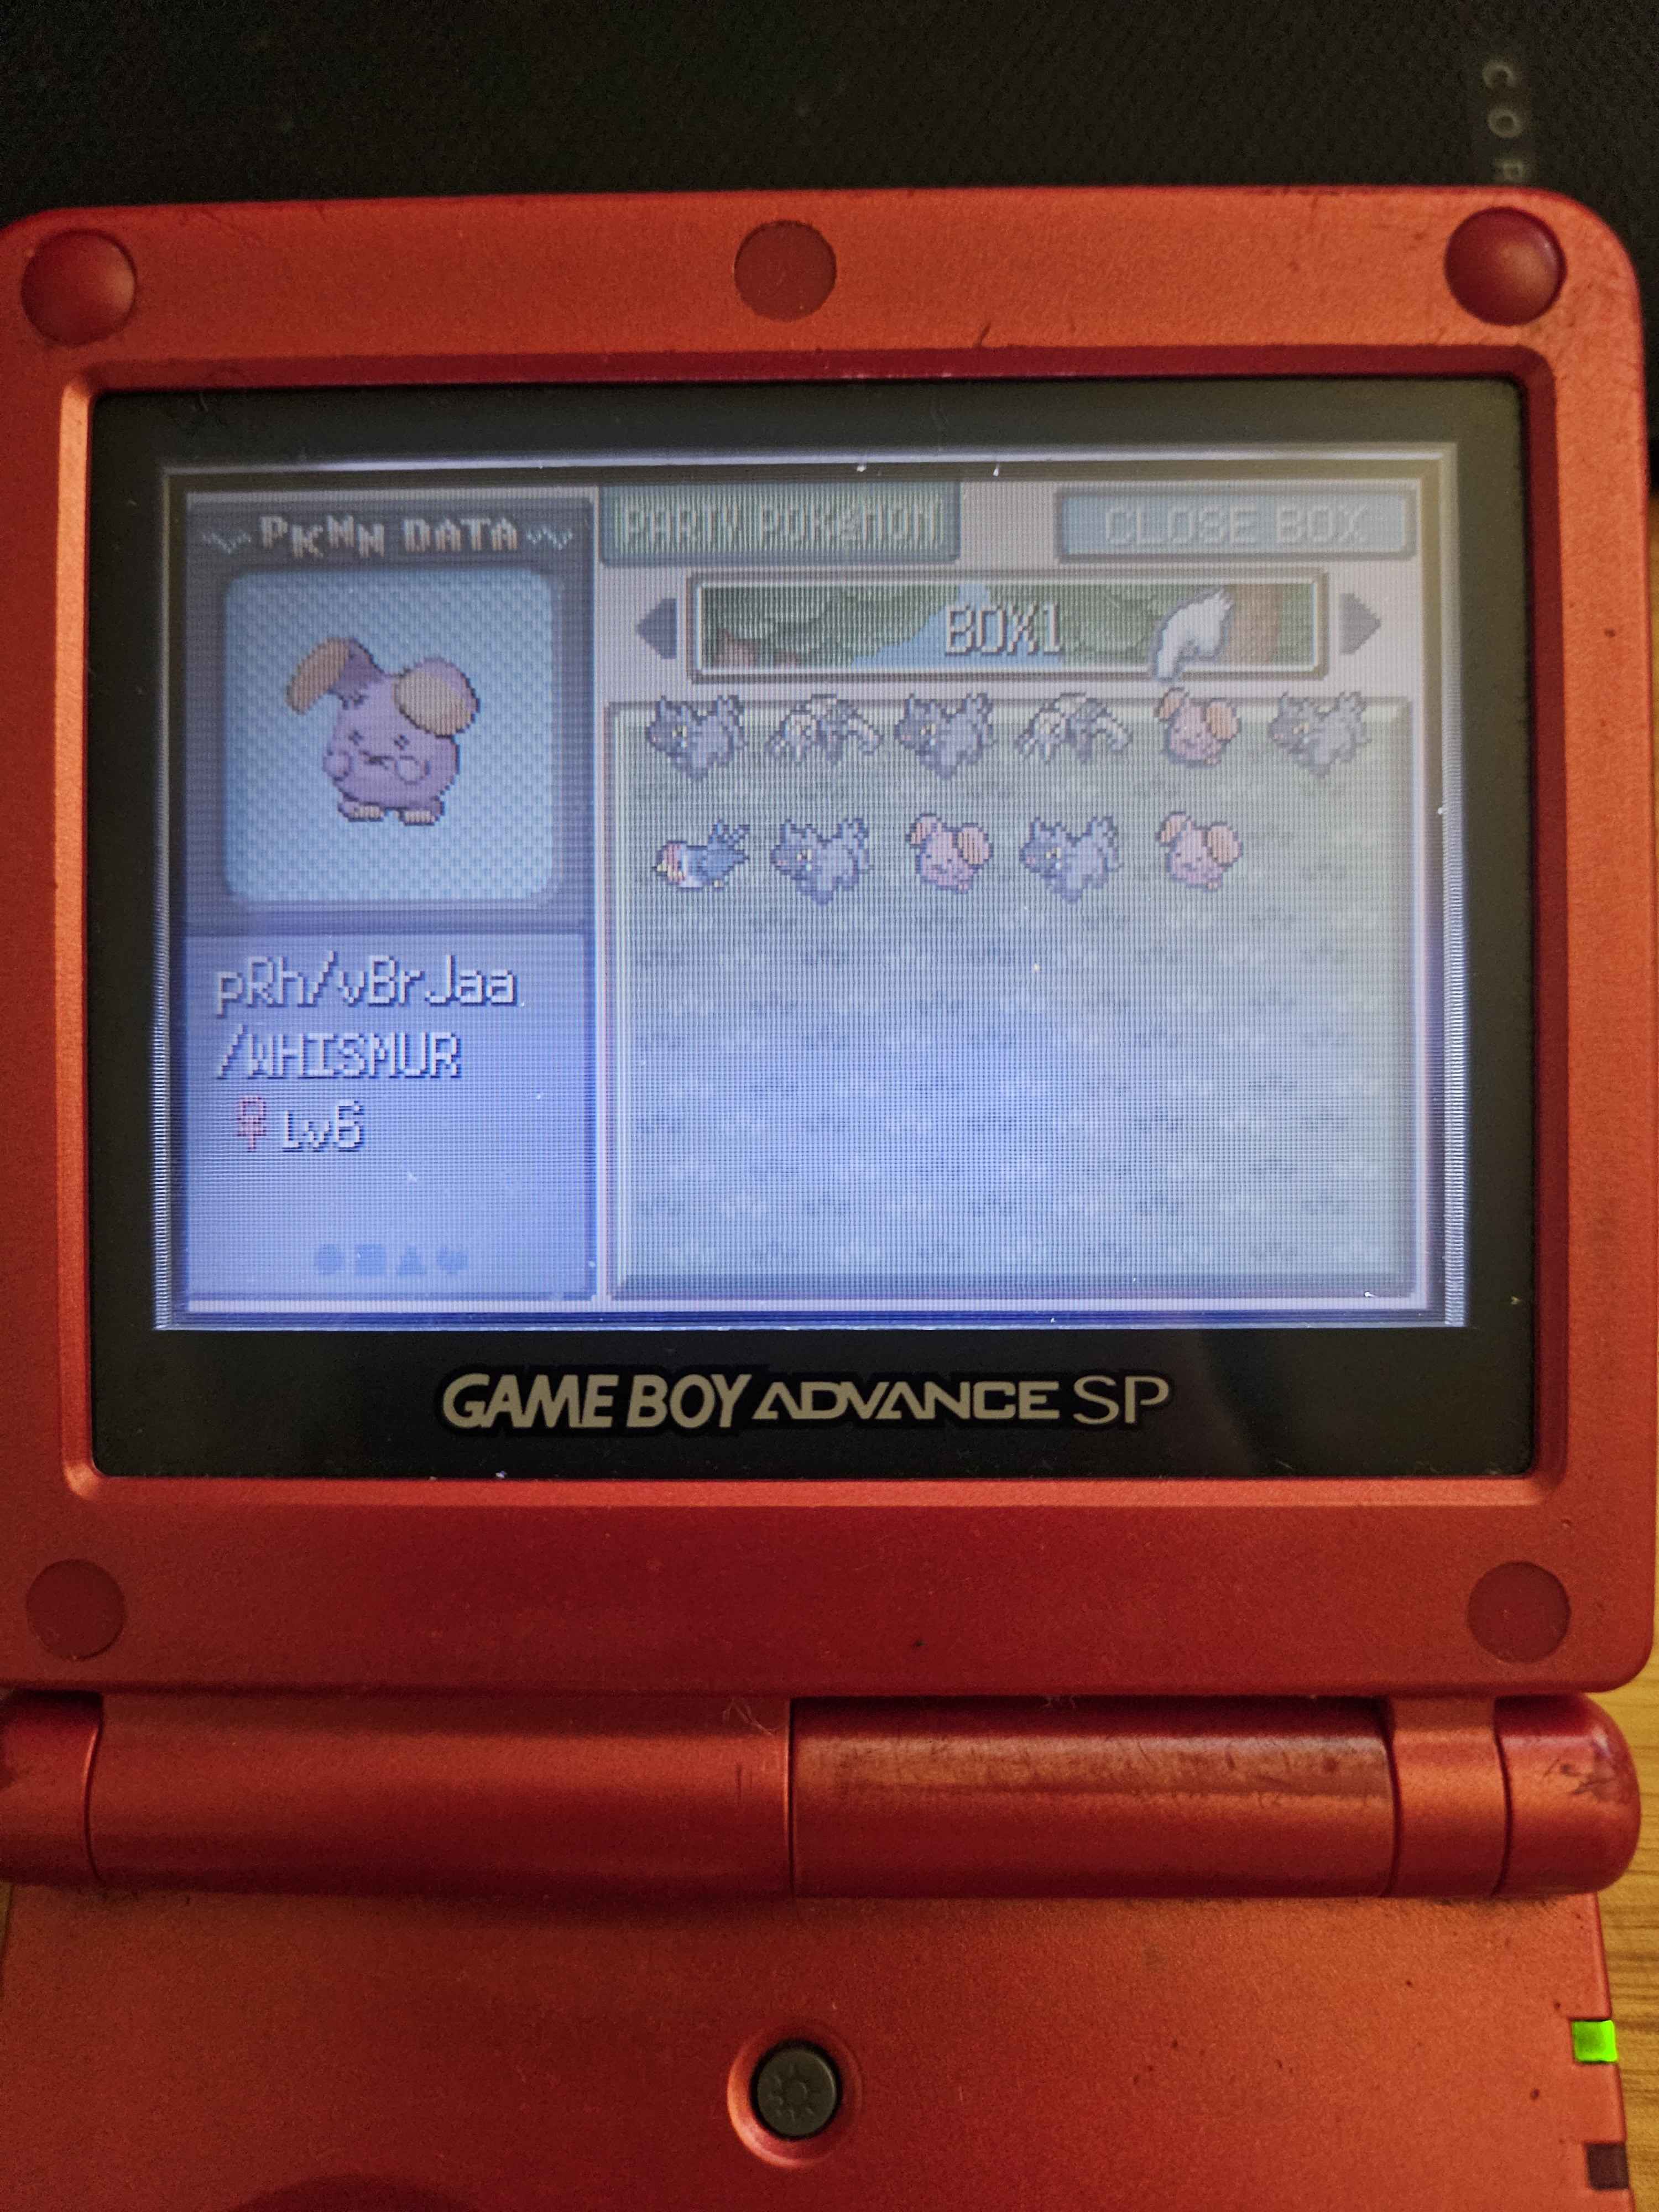 PKMN DATA
PARTY POKéMON
CLOSE BOX
BOX1
pRh/vBrJaa
/WHISMUR
♀ Lv6
GAME BOY ADVANCE SP